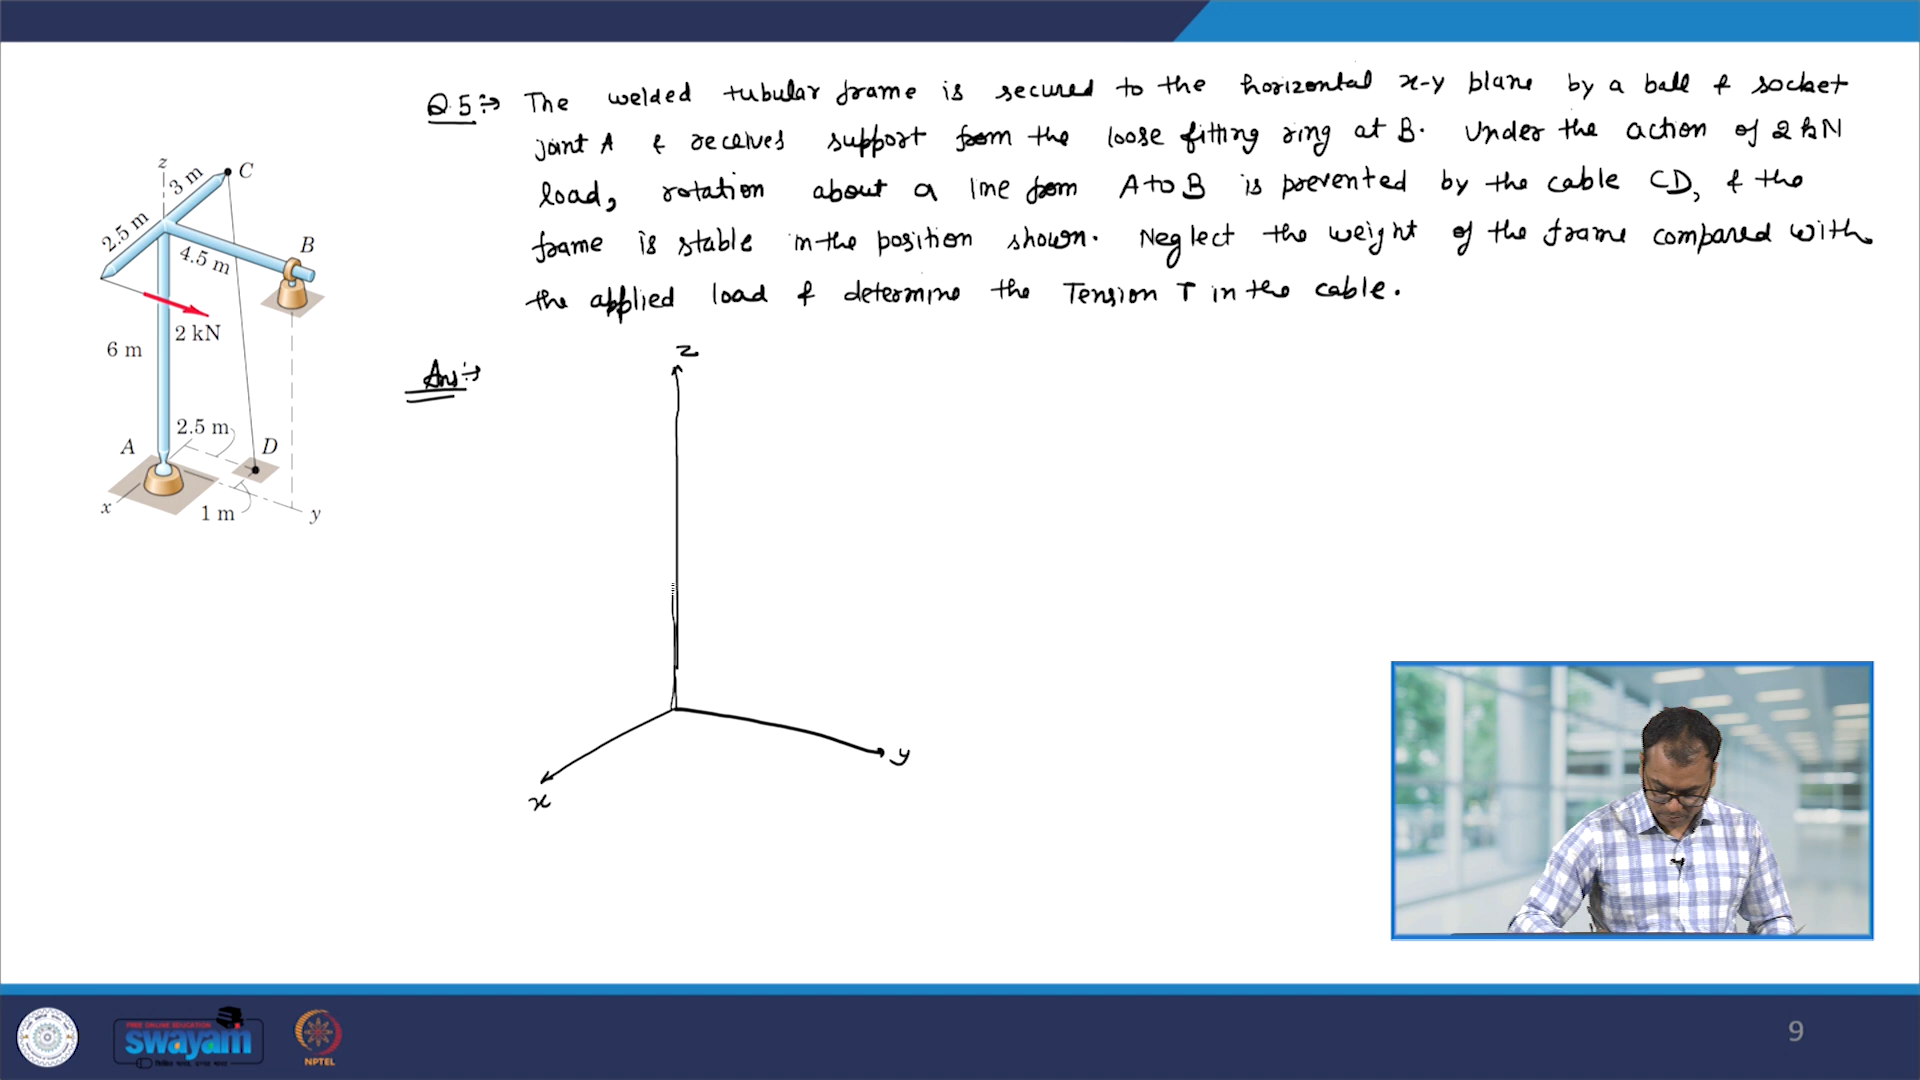 Q.5:→ The welded tubular frame is secured to the horizontal x-y plane by a ball & socket
joint A & receives support from the loose fitting ring at B. Under the action of 2 kN
load, rotation about a line from A to B is prevented by the cable CD, & the
frame is stable in the position shown. Neglect the weight of the frame compared with
the applied load & determine the Tension T in the cable.
z
3 m
C
2.5 m
4.5 m
B
2 kN
6 m
2.5 m
A
D
x
1 m
y
Ans:→
z
y
x
FREE ONLINE EDUCATION
swayam
NPTEL
9